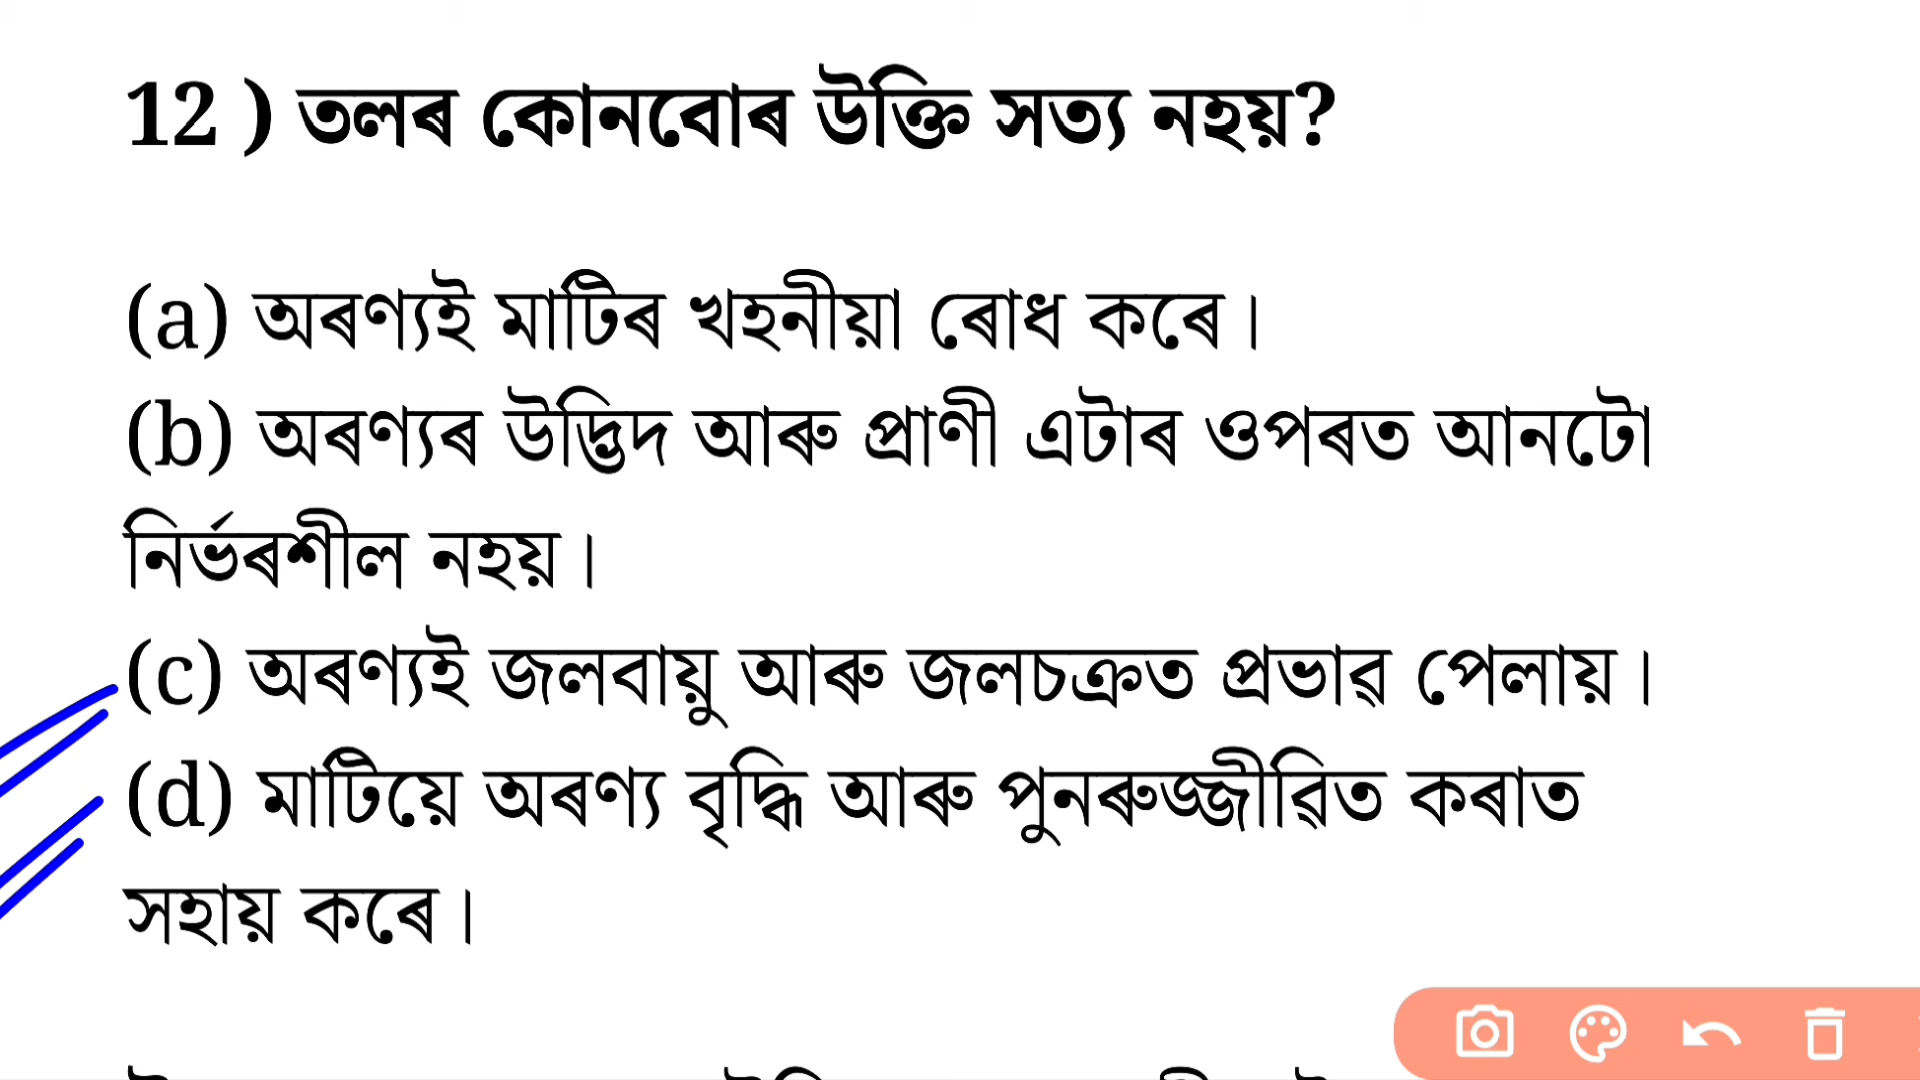 12 ) তলৰ কোনবোৰ উক্তি সত্য নহয়?
(a) অৰণ্যই মাটিৰ খহনীয়া ৰোধ কৰে।
(b) অৰণ্যৰ উদ্ভিদ আৰু প্ৰাণী এটাৰ ওপৰত আনটো
নিৰ্ভৰশীল নহয়।
(c) অৰণ্যই জলবায়ু আৰু জলচক্ৰত প্ৰভাৱ পেলায়।
(d) মাটিয়ে অৰণ্য বৃদ্ধি আৰু পুনৰুজ্জীৱিত কৰাত
সহায় কৰে।